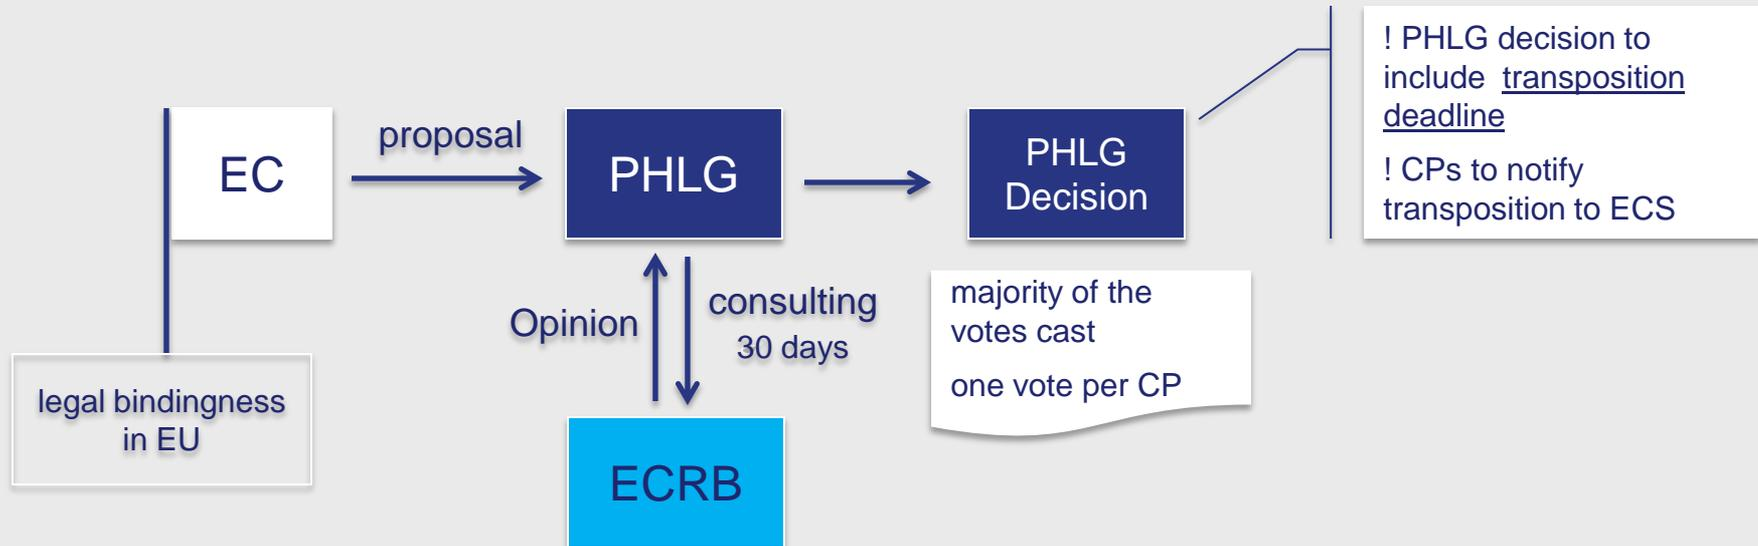 EC
proposal
PHLG
PHLG
Decision
! PHLG decision to
include transposition
deadline
! CPs to notify
transposition to ECS
legal bindingness
in EU
Opinion
consulting
30 days
majority of the
votes cast
one vote per CP
ECRB